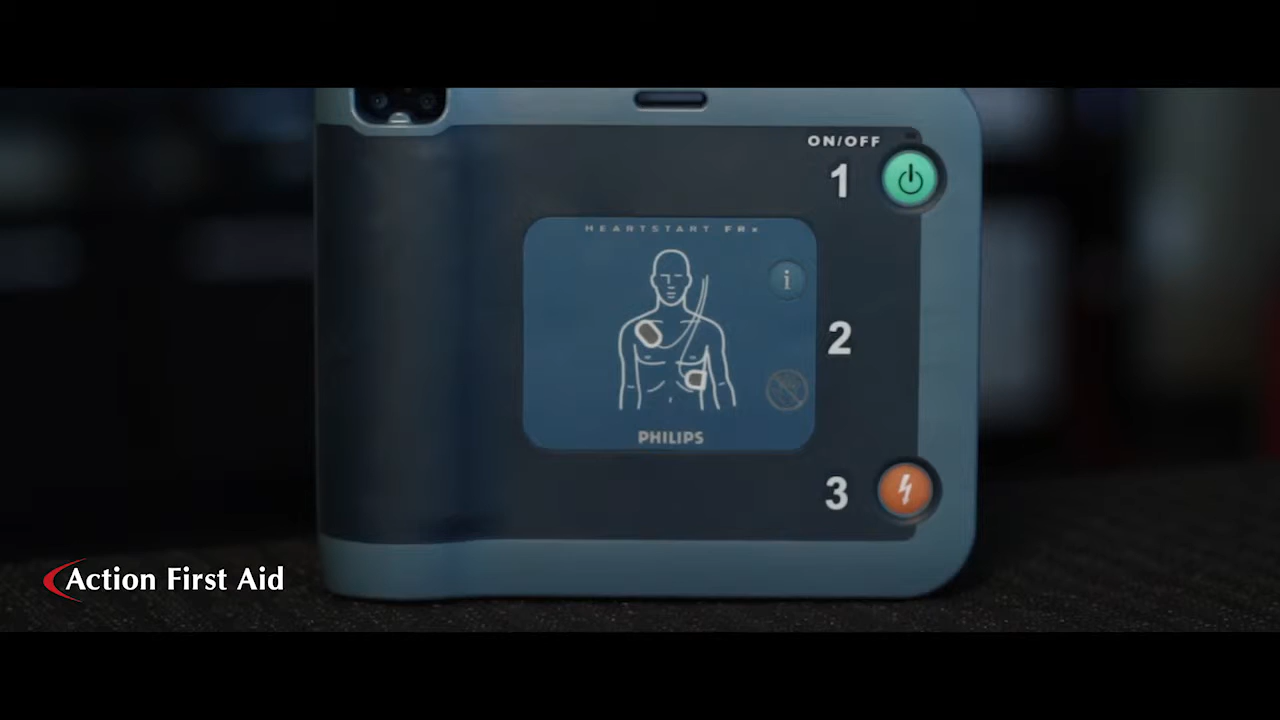 ON/OFF
1
HEARTSTART FRx
i
2
PHILIPS
3
Action First Aid